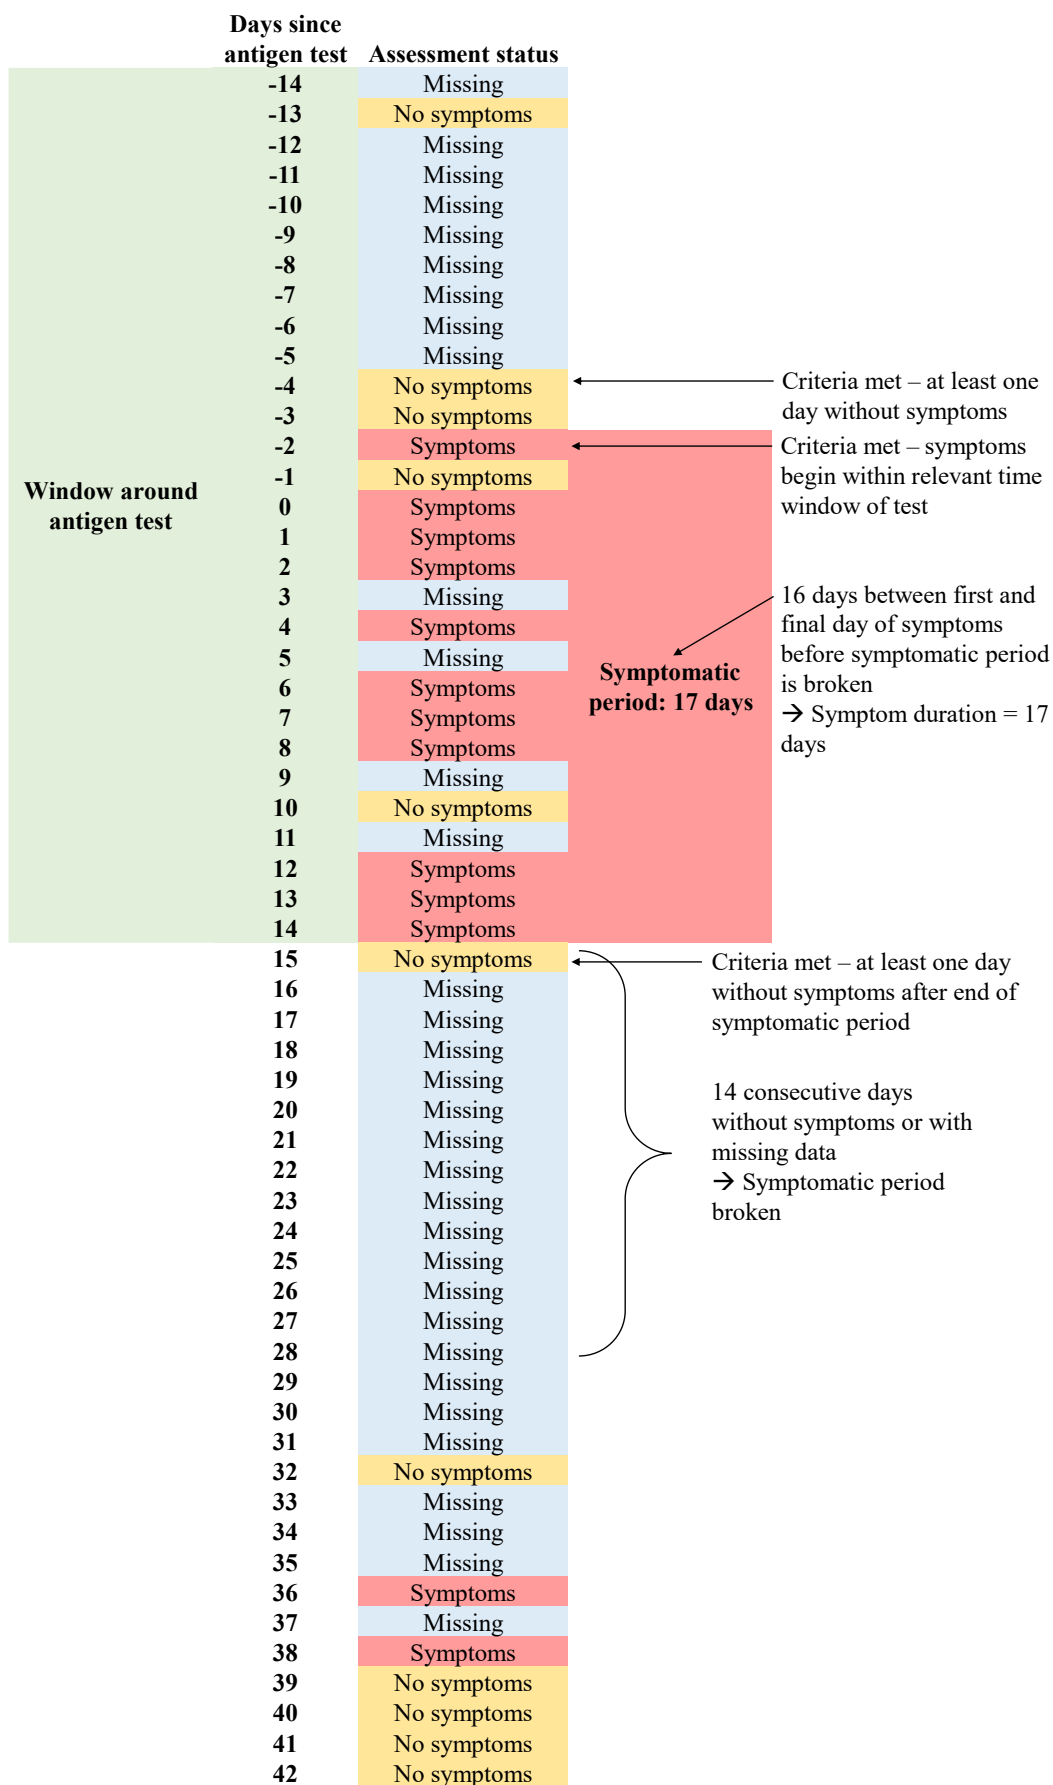 Days since
antigen test Assessment status
-14 Missing
-13 No symptoms
-12 Missing
-11 Missing
-10 Missing
-9 Missing
-8 Missing
-7 Missing
-6 Missing
-5 Missing
-4 No symptoms
-3 No symptoms
-2 Symptoms
-1 No symptoms
0 Symptoms
1 Symptoms
2 Symptoms
3 Missing
4 Symptoms
5 Missing
6 Symptoms
7 Symptoms
8 Symptoms
9 Missing
10 No symptoms
11 Missing
12 Symptoms
13 Symptoms
14 Symptoms
15 No symptoms
16 Missing
17 Missing
18 Missing
19 Missing
20 Missing
21 Missing
22 Missing
23 Missing
24 Missing
25 Missing
26 Missing
27 Missing
28 Missing
29 Missing
30 Missing
31 Missing
32 No symptoms
33 Missing
34 Missing
35 Missing
36 Symptoms
37 Missing
38 Symptoms
39 No symptoms
40 No symptoms
41 No symptoms
42 No symptoms
Window around
antigen test
Symptomatic
period: 17 days
Criteria met – at least one
day without symptoms
Criteria met – symptoms
begin within relevant time
window of test
16 days between first and
final day of symptoms
before symptomatic period
is broken
→ Symptom duration = 17
days
Criteria met – at least one day
without symptoms after end of
symptomatic period
14 consecutive days
without symptoms or with
missing data
→ Symptomatic period
broken